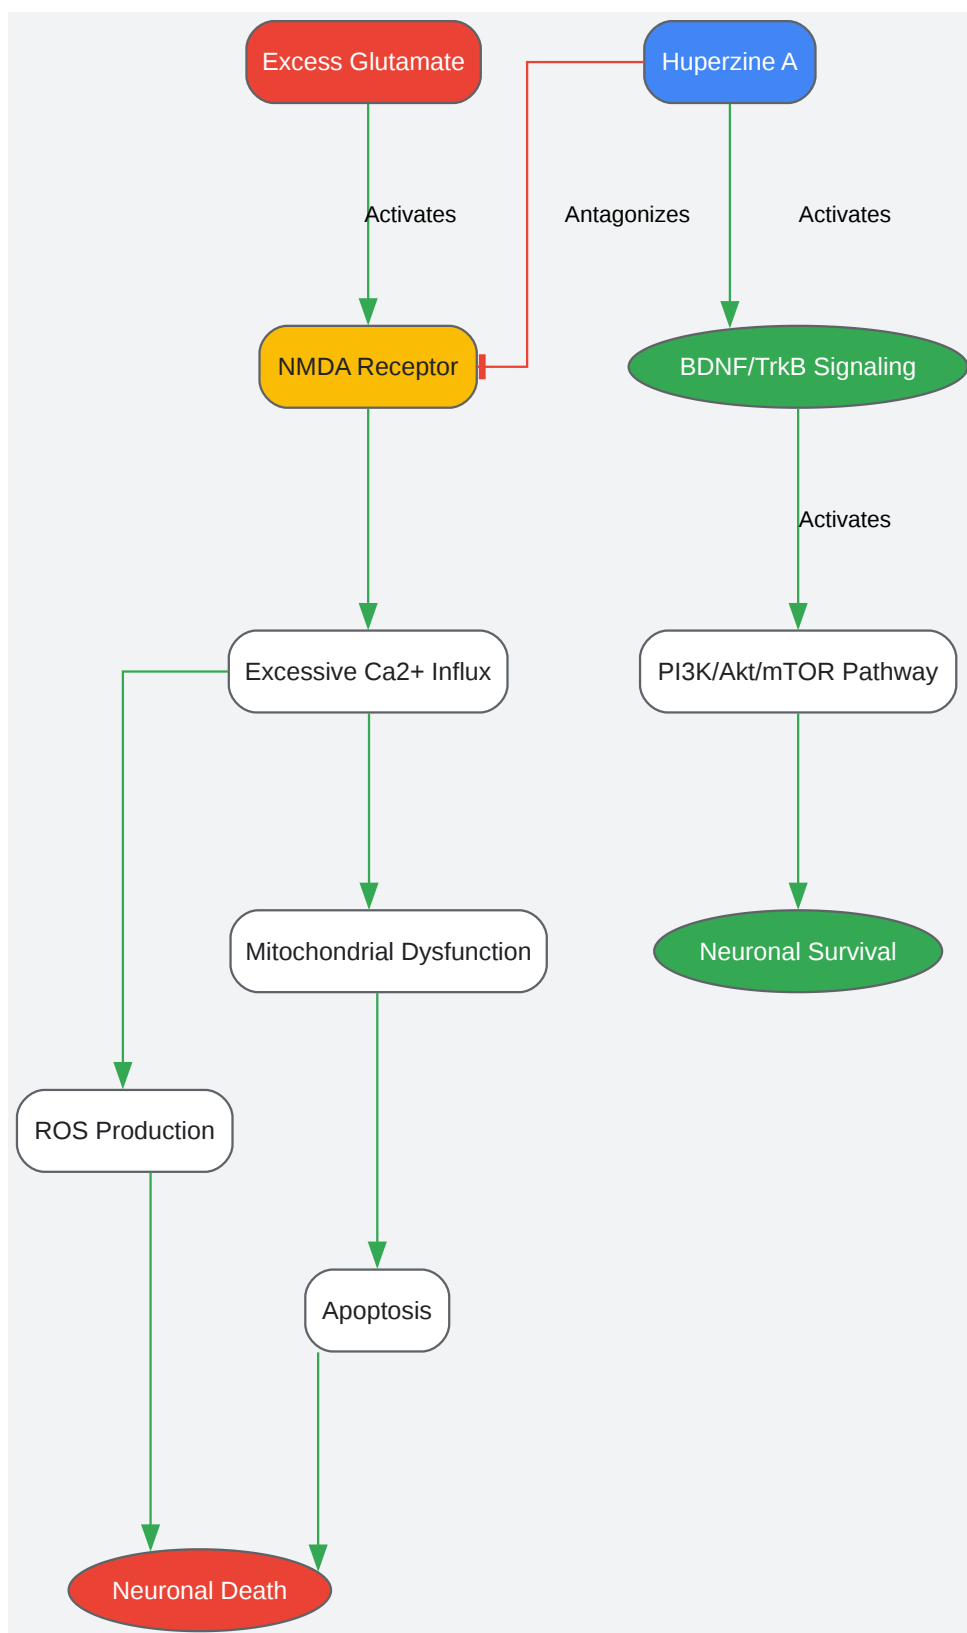 Excess Glutamate
Huperzine A
Activates
Antagonizes
Activates
NMDA Receptor
BDNF/TrkB Signaling
Activates
Excessive Ca2+ Influx
PI3K/Akt/mTOR Pathway
Mitochondrial Dysfunction
Neuronal Survival
ROS Production
Apoptosis
Neuronal Death